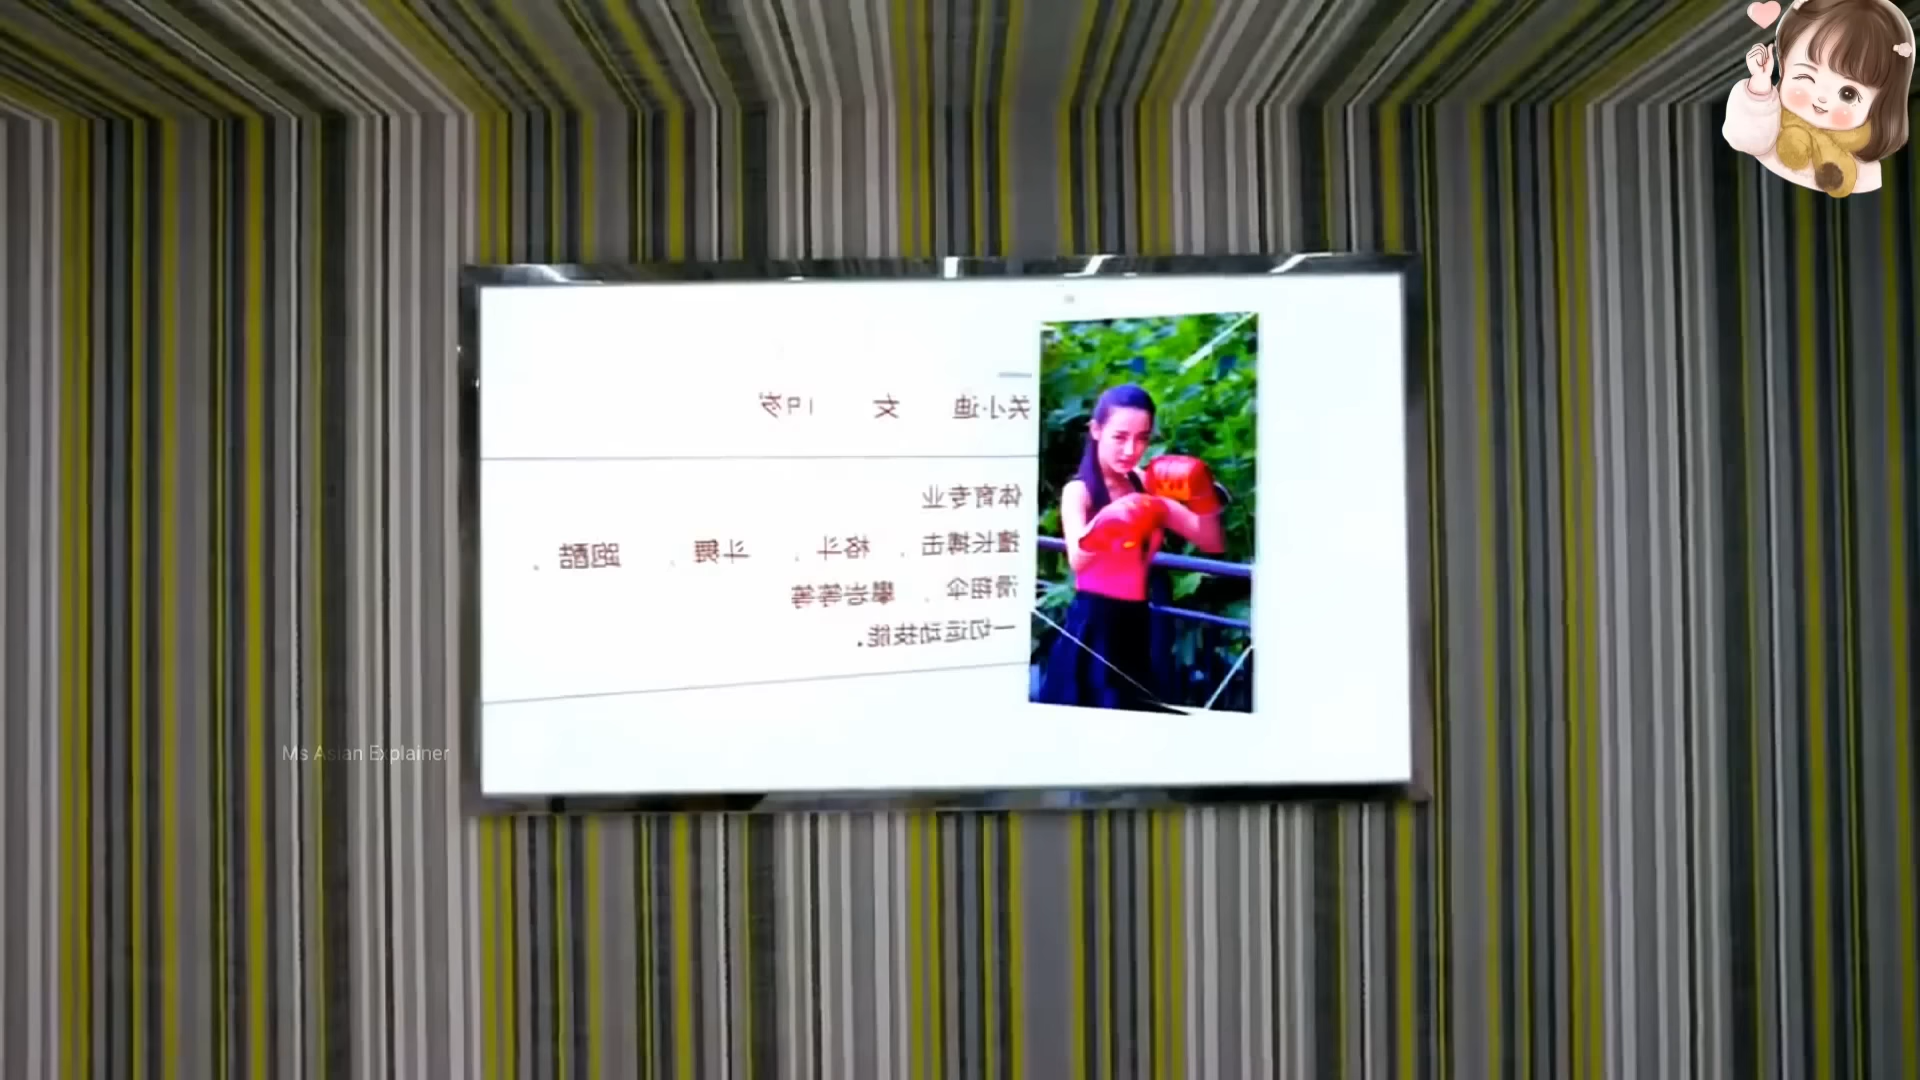 关小迪 女 19岁
体育专业
擅长搏击、格斗、斗舞、跑酷、
滑翔伞、攀岩等等
一切运动技能。
Ms Asian Explainer